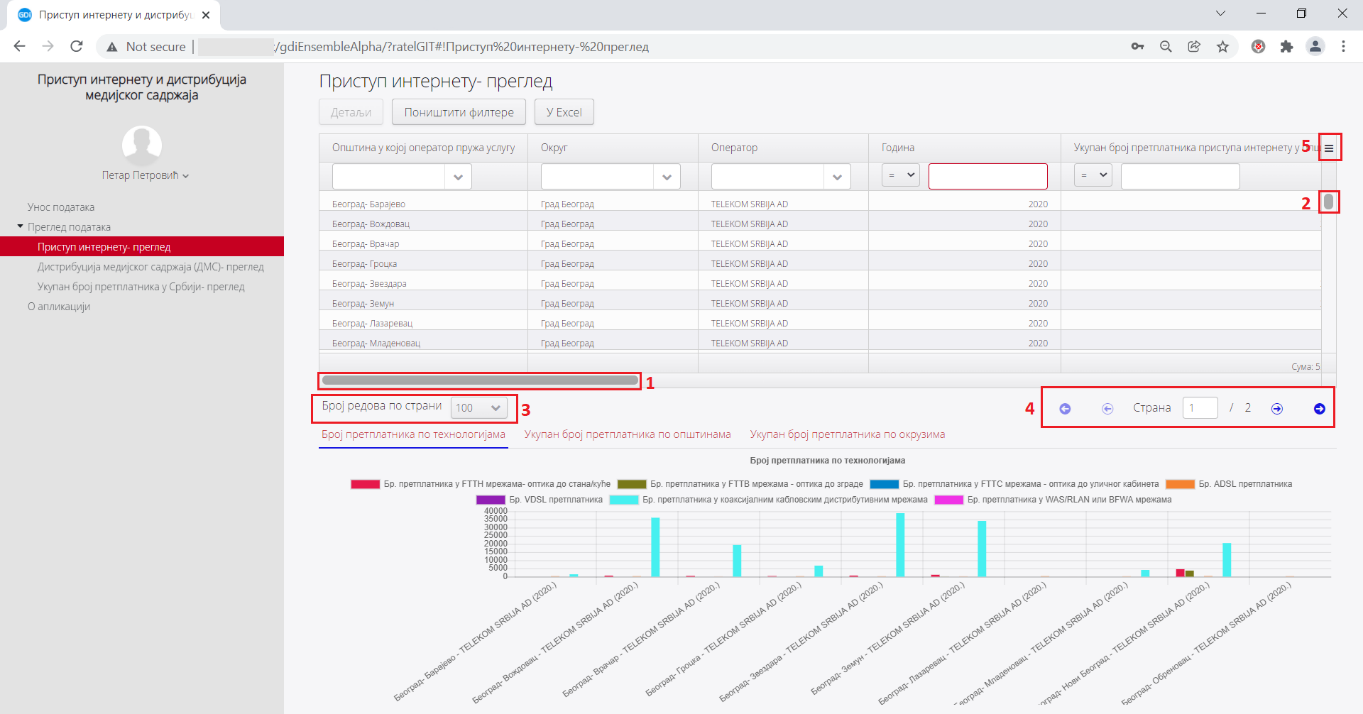 Приступ интернету и дистрибуц
Not secure
/gdiEnsembleAlpha/?ratelGIT#!Приступ%20интернету-%20преглед
Приступ интернету и дистрибуција
медијског садржаја
Петар Петровић
Унос података
Преглед података
Приступ интернету- преглед
Дистрибуција медијског садржаја (ДМС)- преглед
Укупан број претплатника у Србији- преглед
О апликацији
Приступ интернету- преглед
Детаљи Поништити филтере У Excel
Општина у којој оператор пружа услугу Округ Оператор Година Укупан број претплатника приступа интернету у 5
= =
2
Београд- Барајево Град Београд TELEKOM SRBIJA AD 2020
Београд- Вождовац Град Београд TELEKOM SRBIJA AD 2020
Београд- Врачар Град Београд TELEKOM SRBIJA AD 2020
Београд- Гроцка Град Београд TELEKOM SRBIJA AD 2020
Београд- Звездара Град Београд TELEKOM SRBIJA AD 2020
Београд- Земун Град Београд TELEKOM SRBIJA AD 2020
Београд- Лазаревац Град Београд TELEKOM SRBIJA AD 2020
Београд- Младеновац Град Београд TELEKOM SRBIJA AD 2020
Сума: 5
1
Број редова по страни 100 3 4 Страна 1 / 2
Број претплатника по технологијама Укупан број претплатника по општинама Укупан број претплатника по окрузима
Број претплатника по технологијама
Бр. претплатника у FTTH мрежама- оптика до стана/куће Бр. претплатника у FTTB мрежама - оптика до зграде Бр. претплатника у FTTC мрежама - оптика до уличног кабинета Бр. ADSL претплатника
Бр. VDSL претплатника Бр. претплатника у коаксијалним кабловским дистрибутивним мрежама Бр. претплатника у WAS/RLAN или BFWA мрежама
40000
35000
30000
25000
20000
15000
10000
5000
0
Београд- Барајево - TELEKOM SRBIJA AD (2020.)
Београд- Вождовац - TELEKOM SRBIJA AD (2020.)
Београд- Врачар - TELEKOM SRBIJA AD (2020.)
Београд- Гроцка - TELEKOM SRBIJA AD (2020.)
Београд- Звездара - TELEKOM SRBIJA AD (2020.)
Београд- Земун - TELEKOM SRBIJA AD (2020.)
Београд- Лазаревац - TELEKOM SRBIJA AD (2020.)
Београд- Младеновац - TELEKOM SRBIJA AD (2020.)
еоград- Нови Београд - TELEKOM SRBIJA AD (2020.)
Београд- Обреновац - TELEKOM SRBIJA AD (2020.)